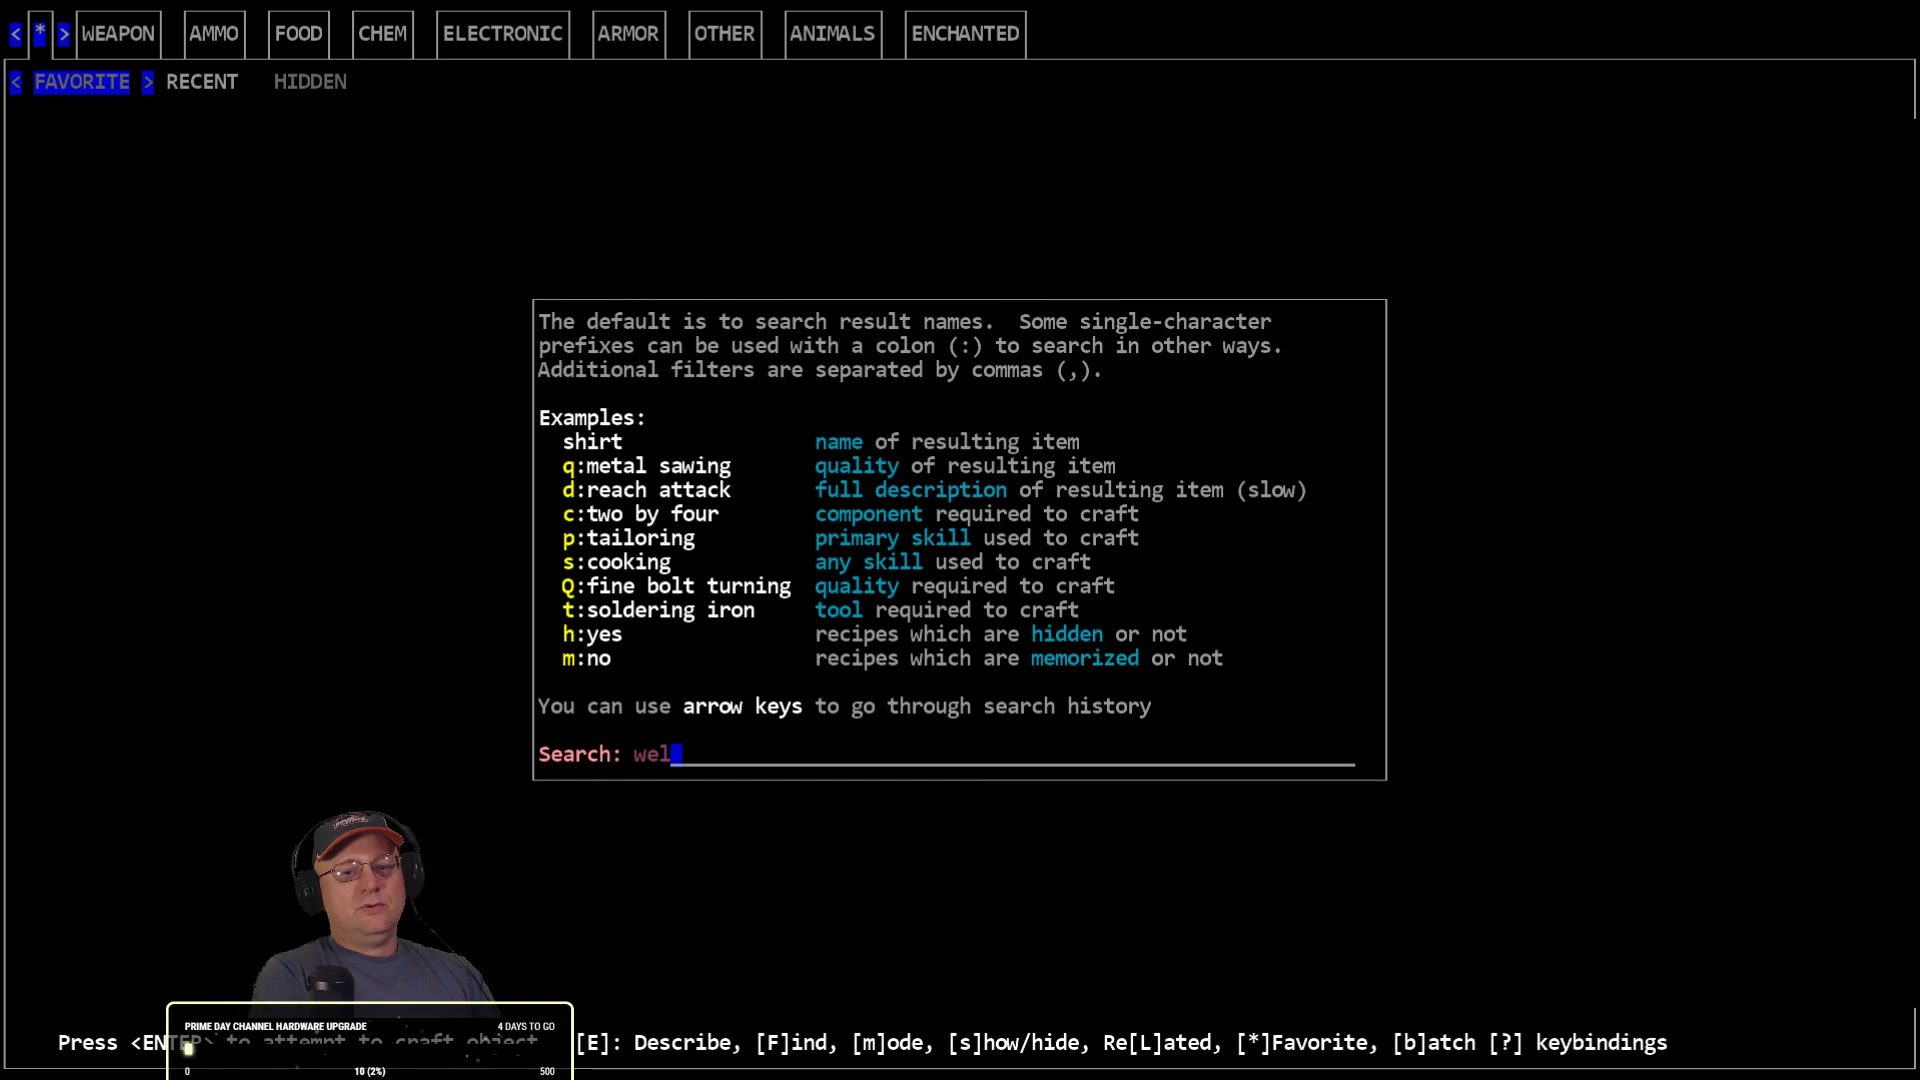 < * > WEAPON AMMO FOOD CHEM ELECTRONIC ARMOR OTHER ANIMALS ENCHANTED
< FAVORITE > RECENT HIDDEN
The default is to search result names. Some single-character
prefixes can be used with a colon (:) to search in other ways.
Additional filters are separated by commas (,).
Examples:
shirt name of resulting item
q:metal sawing quality of resulting item
d:reach attack full description of resulting item (slow)
c:two by four component required to craft
p:tailoring primary skill used to craft
s:cooking any skill used to craft
Q:fine bolt turning quality required to craft
t:soldering iron tool required to craft
h:yes recipes which are hidden or not
m:no recipes which are memorized or not
You can use arrow keys to go through search history
Search: wel
PRIME DAY CHANNEL HARDWARE UPGRADE 4 DAYS TO GO
Press <ENTER> to attempt to craft object [E]: Describe, [F]ind, [m]ode, [s]how/hide, Re[L]ated, [*]Favorite, [b]atch [?] keybindings
0 10 (2%) 500